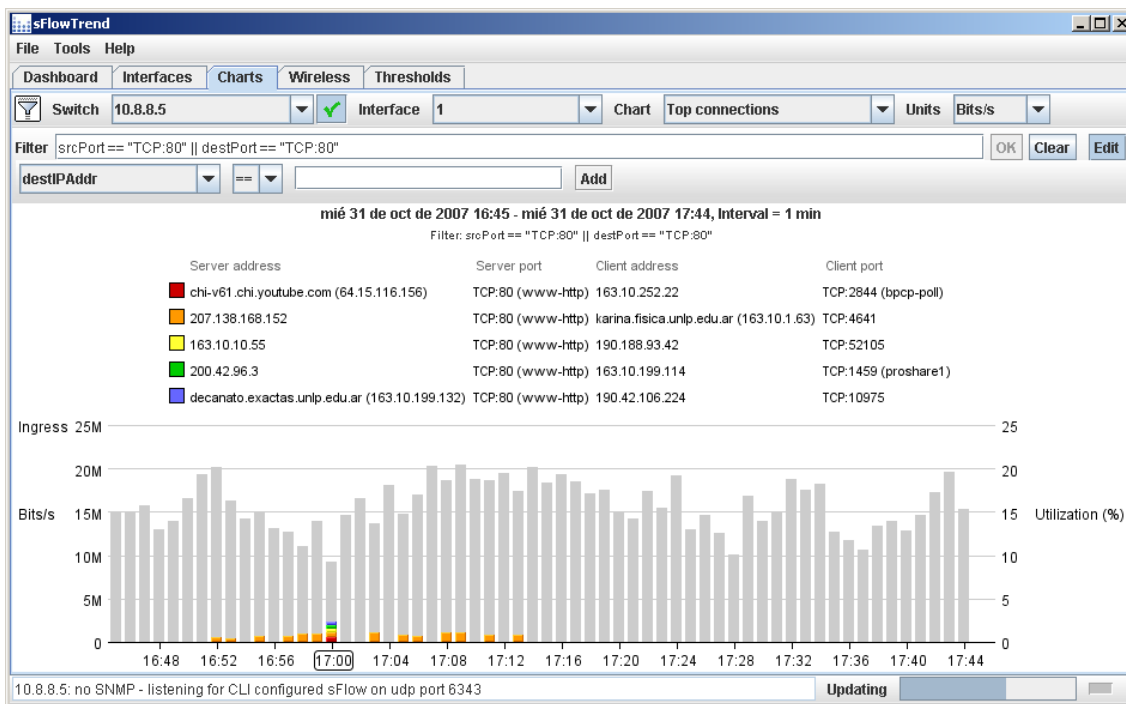 sFlowTrend
File Tools Help
Dashboard Interfaces Charts Wireless Thresholds
Switch 10.8.8.5 Interface 1 Chart Top connections Units Bits/s
Filter srcPort == "TCP:80" || destPort == "TCP:80" OK Clear Edit
destIPAddr == Add
mié 31 de oct de 2007 16:45 - mié 31 de oct de 2007 17:44, Interval = 1 min
Filter: srcPort == "TCP:80" || destPort == "TCP:80"
Server address Server port Client address Client port
chi-v61.chi.youtube.com (64.15.116.156) TCP:80 (www-http) 163.10.252.22 TCP:2844 (bpcp-poll)
207.138.168.152 TCP:80 (www-http) karina.fisica.unlp.edu.ar (163.10.1.63) TCP:4641
163.10.10.55 TCP:80 (www-http) 190.188.93.42 TCP:52105
200.42.96.3 TCP:80 (www-http) 163.10.199.114 TCP:1459 (proshare1)
decanato.exactas.unlp.edu.ar (163.10.199.132) TCP:80 (www-http) 190.42.106.224 TCP:10975
Ingress 25M 25
20M 20
Bits/s 15M 15 Utilization (%)
10M 10
5M 5
0 0
16:48 16:52 16:56 17:00 17:04 17:08 17:12 17:16 17:20 17:24 17:28 17:32 17:36 17:40 17:44
10.8.8.5: no SNMP - listening for CLI configured sFlow on udp port 6343 Updating